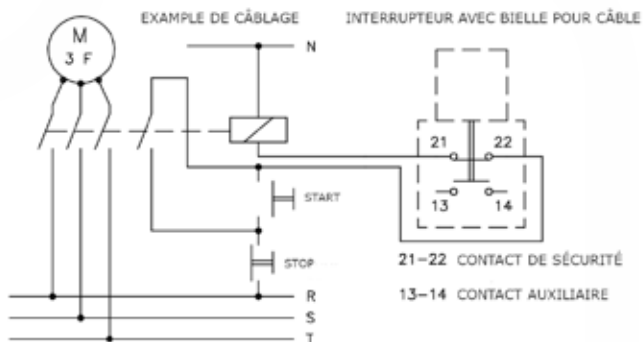 EXAMPLE DE CÂBLAGE
INTERRUPTEUR AVEC BIELLE POUR CÂBLE
M
3 F
N
21
22
13
14
START
STOP
21-22 CONTACT DE SÉCURITÉ
13-14 CONTACT AUXILIAIRE
R
S
T